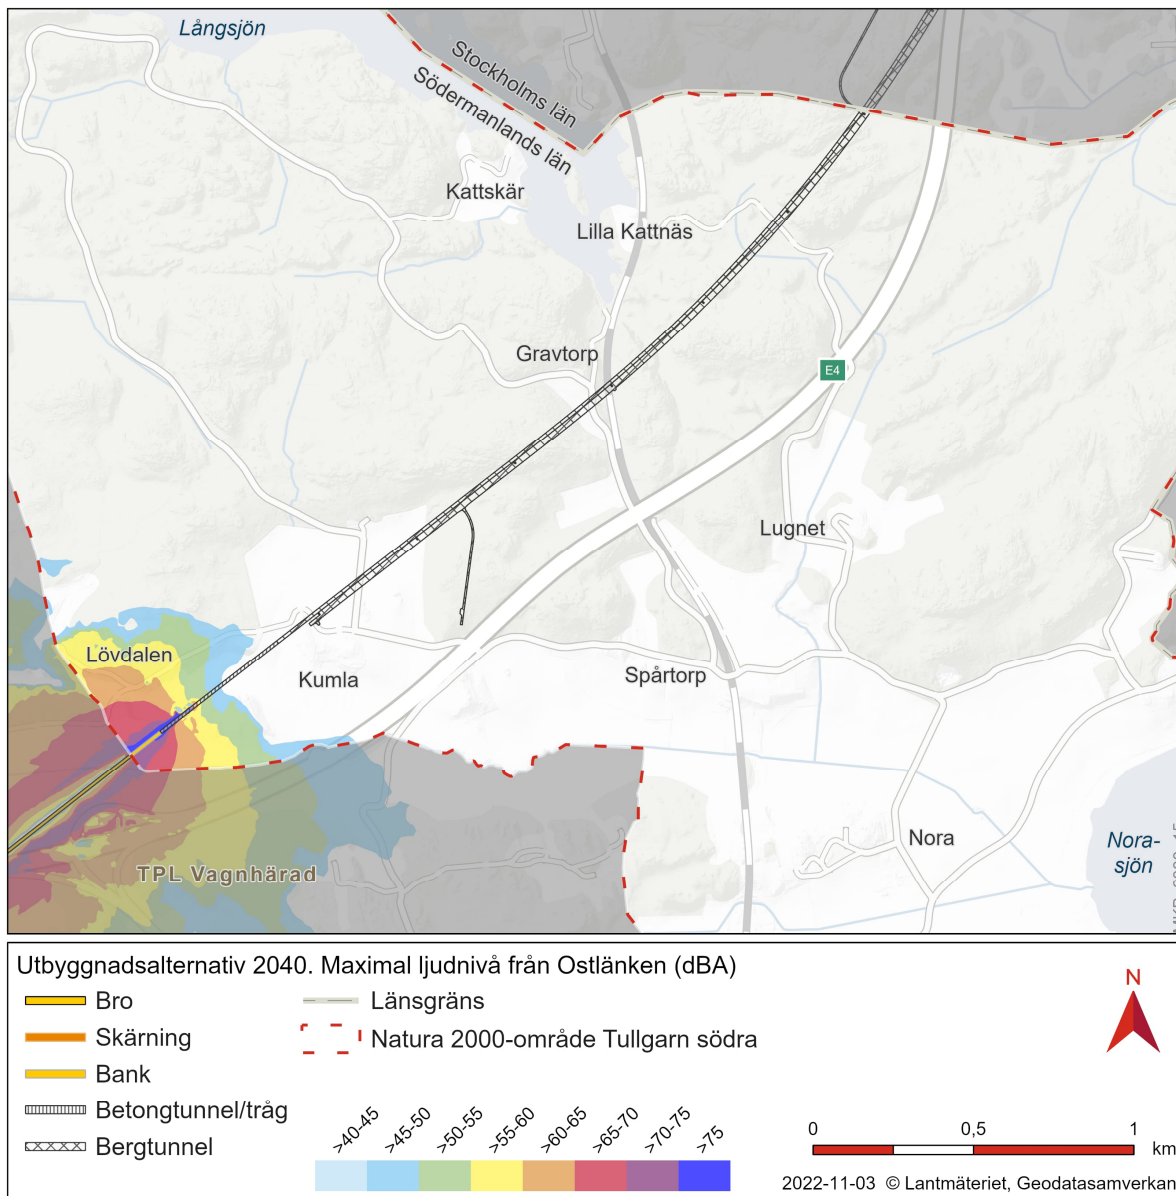 Långsjön
Stockholms län
Södermanlands län
Kattskär
Lilla Kattnäs
Gravtorp
E4
Lugnet
Lövdalen
Kumla
Spårtorp
Nora
Nora-
sjön
TPL Vagnhärad
Utbyggnadsalternativ 2040. Maximal ljudnivå från Ostlänken (dBA)
Bro
Skärning
Bank
Betongtunnel/tråg
Bergtunnel
Länsgräns
Natura 2000-område Tullgarn södra
>40-45
>45-50
>50-55
>55-60
>60-65
>65-70
>70-75
>75
N
0 0,5 1
km
2022-11-03 © Lantmäteriet, Geodatasamverkan